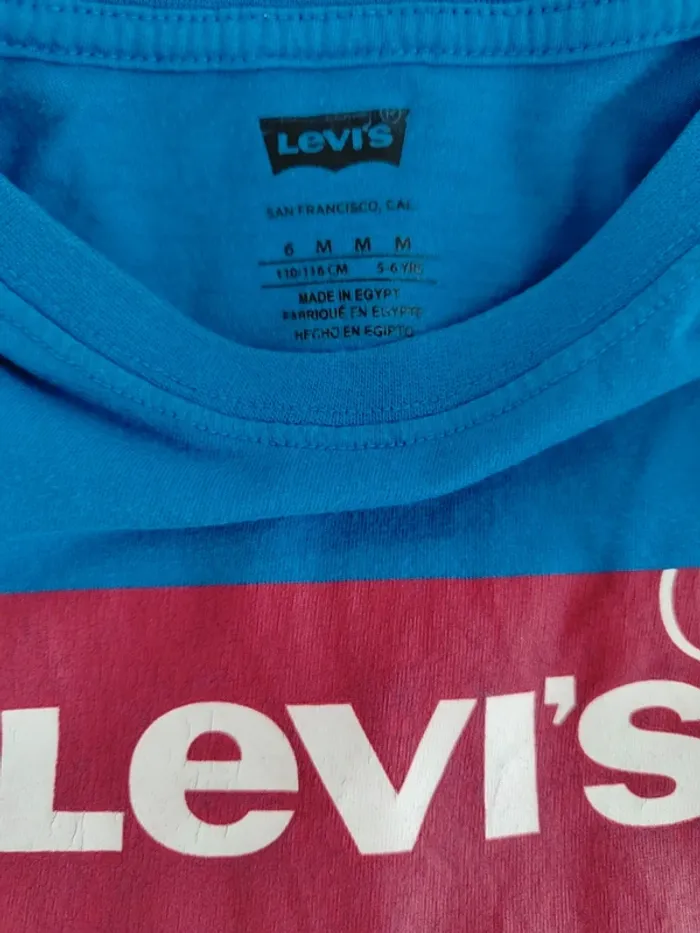 ®
LEVI'S
SAN FRANCISCO, CAL.
6 M M M
110-116 CM 5-6 YRS
MADE IN EGYPT
FABRIQUÉ EN EGYPTE
HECHO EN EGIPTO
LEVI'S